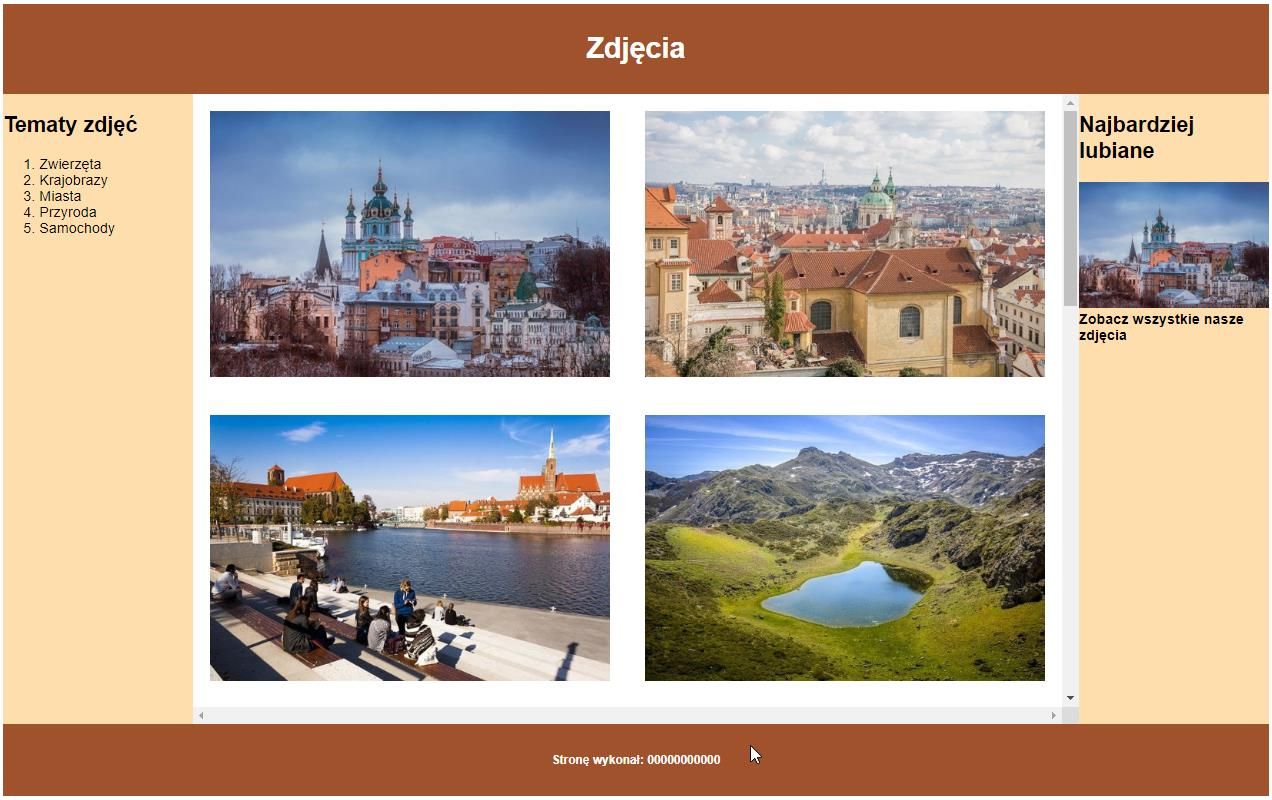 Zdjęcia
Tematy zdjęć
1. Zwierzęta
2. Krajobrazy
3. Miasta
4. Przyroda
5. Samochody
Najbardziej
lubiane
Zobacz wszystkie nasze
zdjęcia
Stronę wykonał: 00000000000